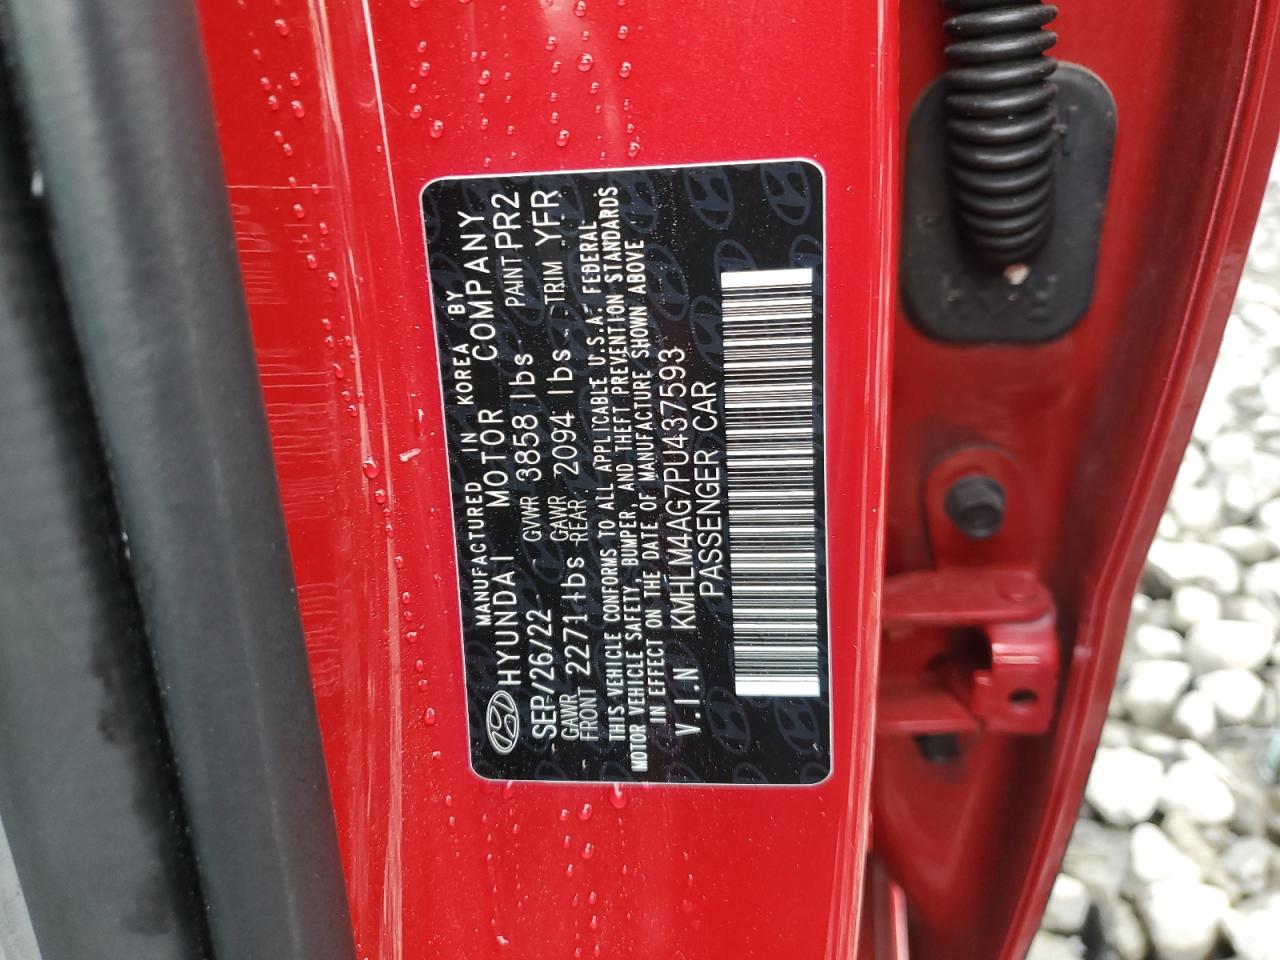 MANUFACTURED IN KOREA BY
HYUNDAI MOTOR COMPANY
SEP/26/22 GVWR 3858 lbs PAINT PR2
GAWR FRONT 2271 lbs GAWR REAR 2094 lbs TRIM YFR
THIS VEHICLE CONFORMS TO ALL APPLICABLE U.S.A. FEDERAL
MOTOR VEHICLE SAFETY, BUMPER, AND THEFT PREVENTION STANDARDS
IN EFFECT ON THE DATE OF MANUFACTURE SHOWN ABOVE
V.I.N KMHLM4AG7PU437593
PASSENGER CAR